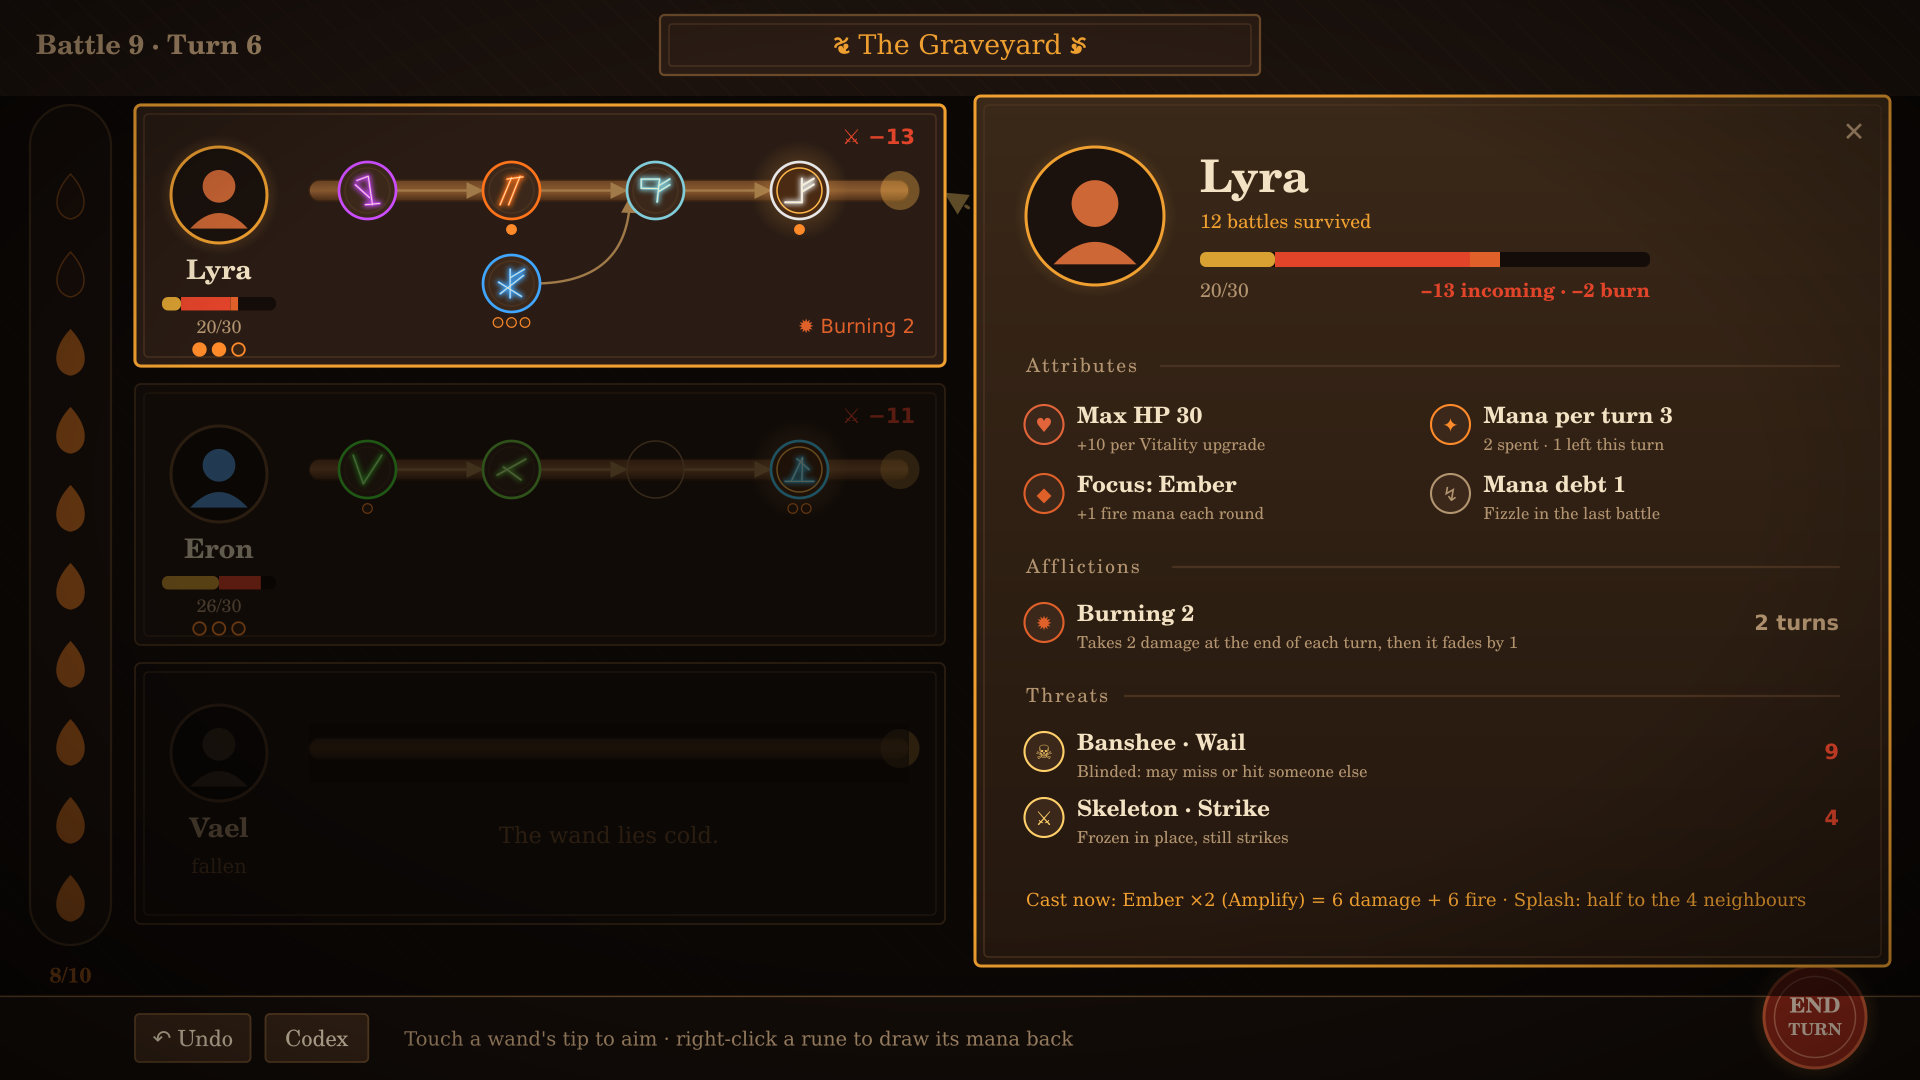 Battle 9 · Turn 6
The Graveyard
−13
Lyra
20/30
Burning 2
−11
Eron
26/30
Vael
fallen
The wand lies cold.
8/10
Lyra
12 battles survived
20/30
−13 incoming · −2 burn
Attributes
Max HP 30
+10 per Vitality upgrade
Mana per turn 3
2 spent · 1 left this turn
Focus: Ember
+1 fire mana each round
Mana debt 1
Fizzle in the last battle
Afflictions
Burning 2
Takes 2 damage at the end of each turn, then it fades by 1
2 turns
Threats
Banshee · Wail
Blinded: may miss or hit someone else
9
Skeleton · Strike
Frozen in place, still strikes
4
Cast now: Ember ×2 (Amplify) = 6 damage + 6 fire · Splash: half to the 4 neighbours
↶ Undo
Codex
Touch a wand's tip to aim · right-click a rune to draw its mana back
END
TURN